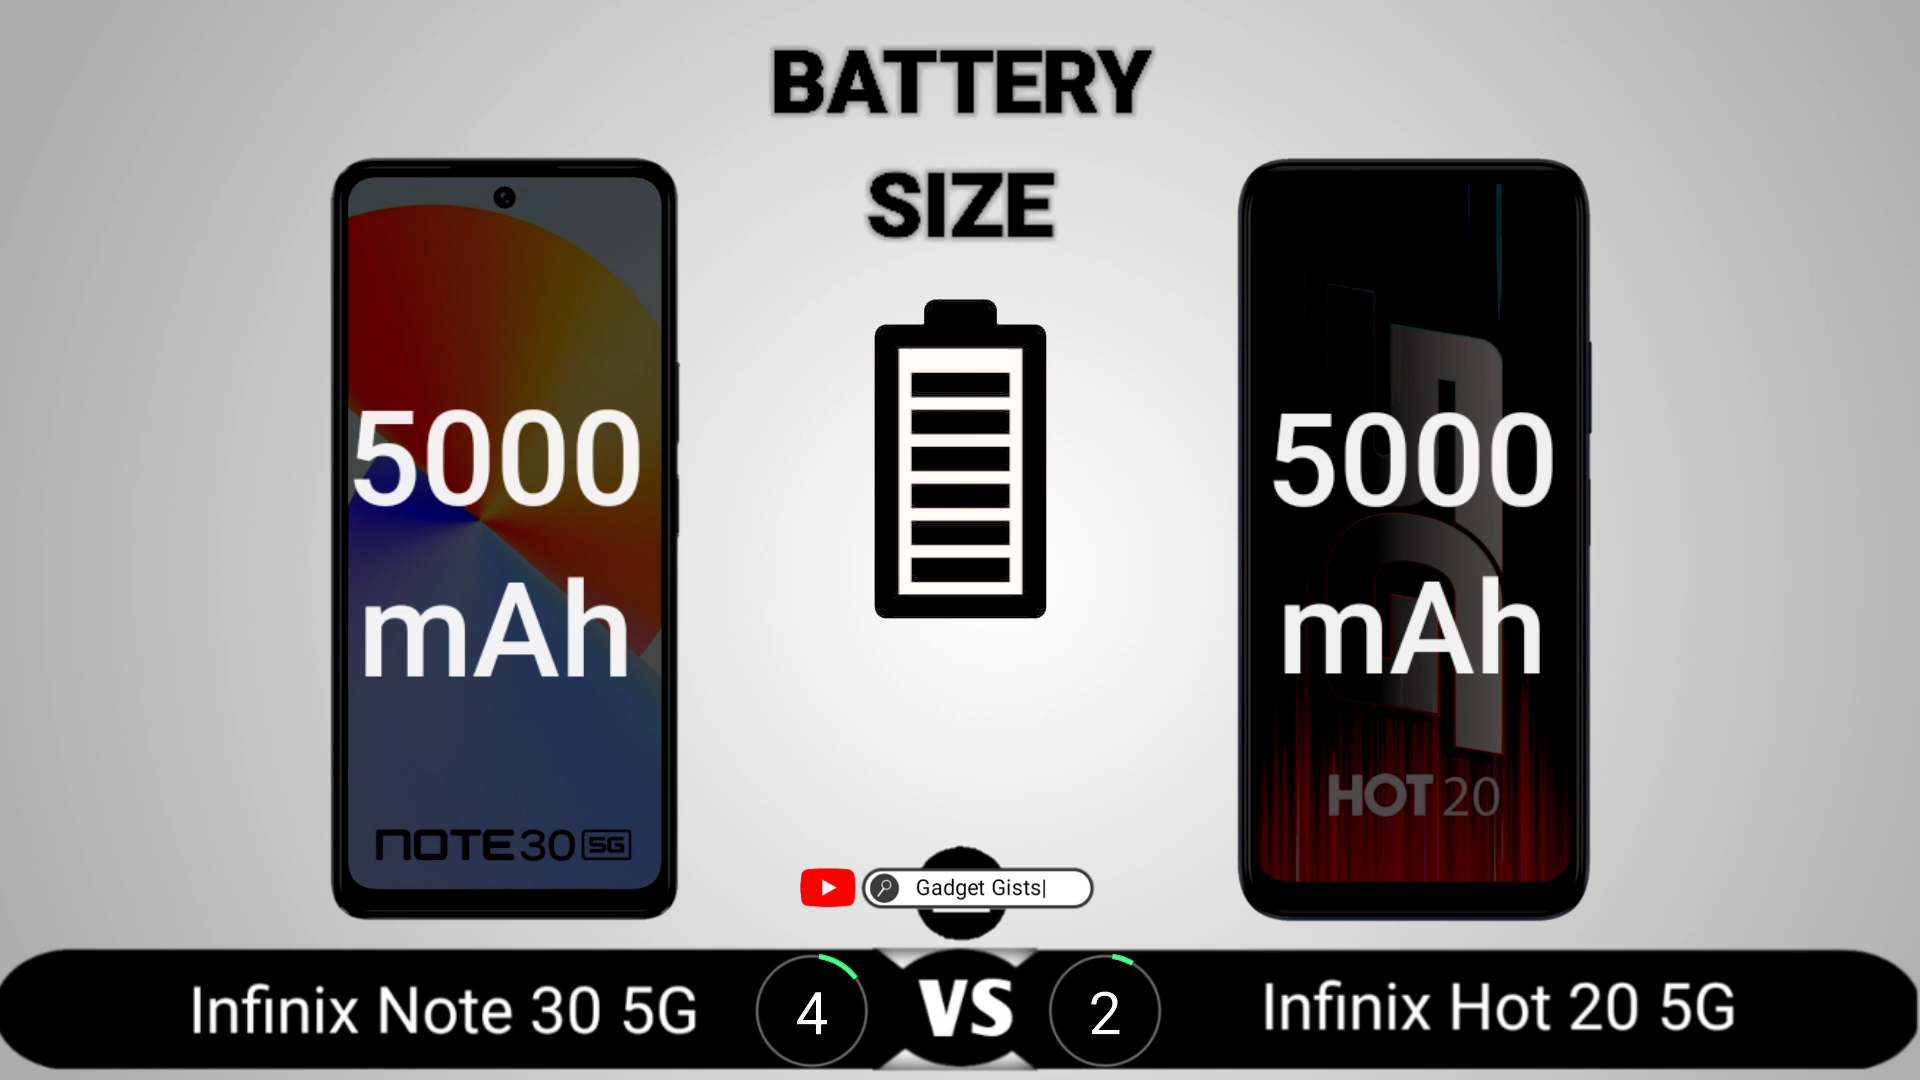 BATTERY
SIZE
5000
mAh
NOTE 30 5G
5000
mAh
HOT 20
Gadget Gists|
Infinix Note 30 5G
4
VS
2
Infinix Hot 20 5G